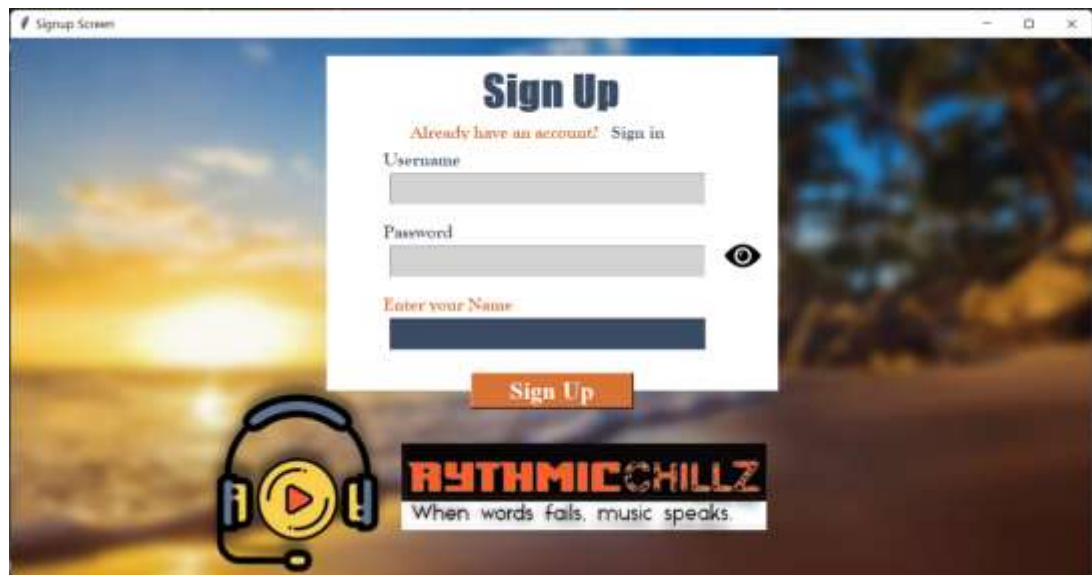 Signup Screen
Sign Up
Already have an account? Sign in
Username
Password
Enter your Name
Sign Up
RYTHMICCHILLZ
When words fails, music speaks.